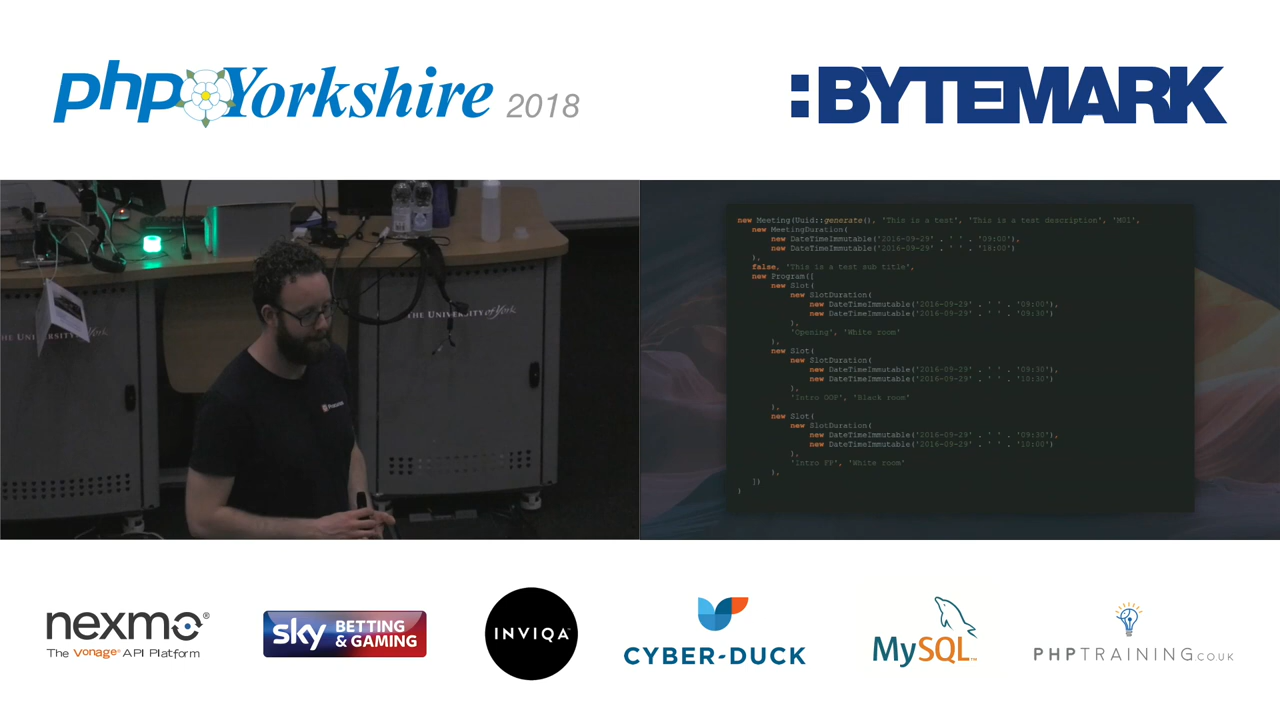 php Yorkshire 2018
:BYTEMARK
THE UNIVERSITY
THE UNIVERSITY of York
new Meeting(Uuid::generate(), 'This is a test', 'This is a test description', 'M01',
new MeetingDuration(
new DateTimeImmutable('2016-09-29' . ' ' . '09:00'),
new DateTimeImmutable('2016-09-29' . ' ' . '18:00')
),
false, 'This is a test sub title',
new Program([
new Slot(
new SlotDuration(
new DateTimeImmutable('2016-09-29' . ' ' . '09:00'),
new DateTimeImmutable('2016-09-29' . ' ' . '09:30')
),
'Opening', 'White room'
),
new Slot(
new SlotDuration(
new DateTimeImmutable('2016-09-29' . ' ' . '09:30'),
new DateTimeImmutable('2016-09-29' . ' ' . '10:30')
),
'Intro OOP', 'Black room'
),
new Slot(
new SlotDuration(
new DateTimeImmutable('2016-09-29' . ' ' . '09:30'),
new DateTimeImmutable('2016-09-29' . ' ' . '10:00')
),
'Intro FP', 'White room'
),
])
)
nexmo®
The Vonage® API Platform
sky BETTING
& GAMING
INVIQA™
CYBER-DUCK
MySQL™
PHPTRAINING.CO.UK